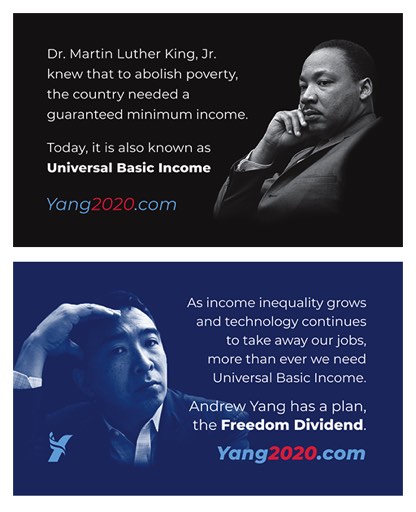 Dr. Martin Luther King, Jr.
knew that to abolish poverty,
the country needed a
guaranteed minimum income.
Today, it is also known as
Universal Basic Income
Yang2020.com
As income inequality grows
and technology continues
to take away our jobs,
more than ever we need
Universal Basic Income.
Andrew Yang has a plan,
the Freedom Dividend.
Yang2020.com